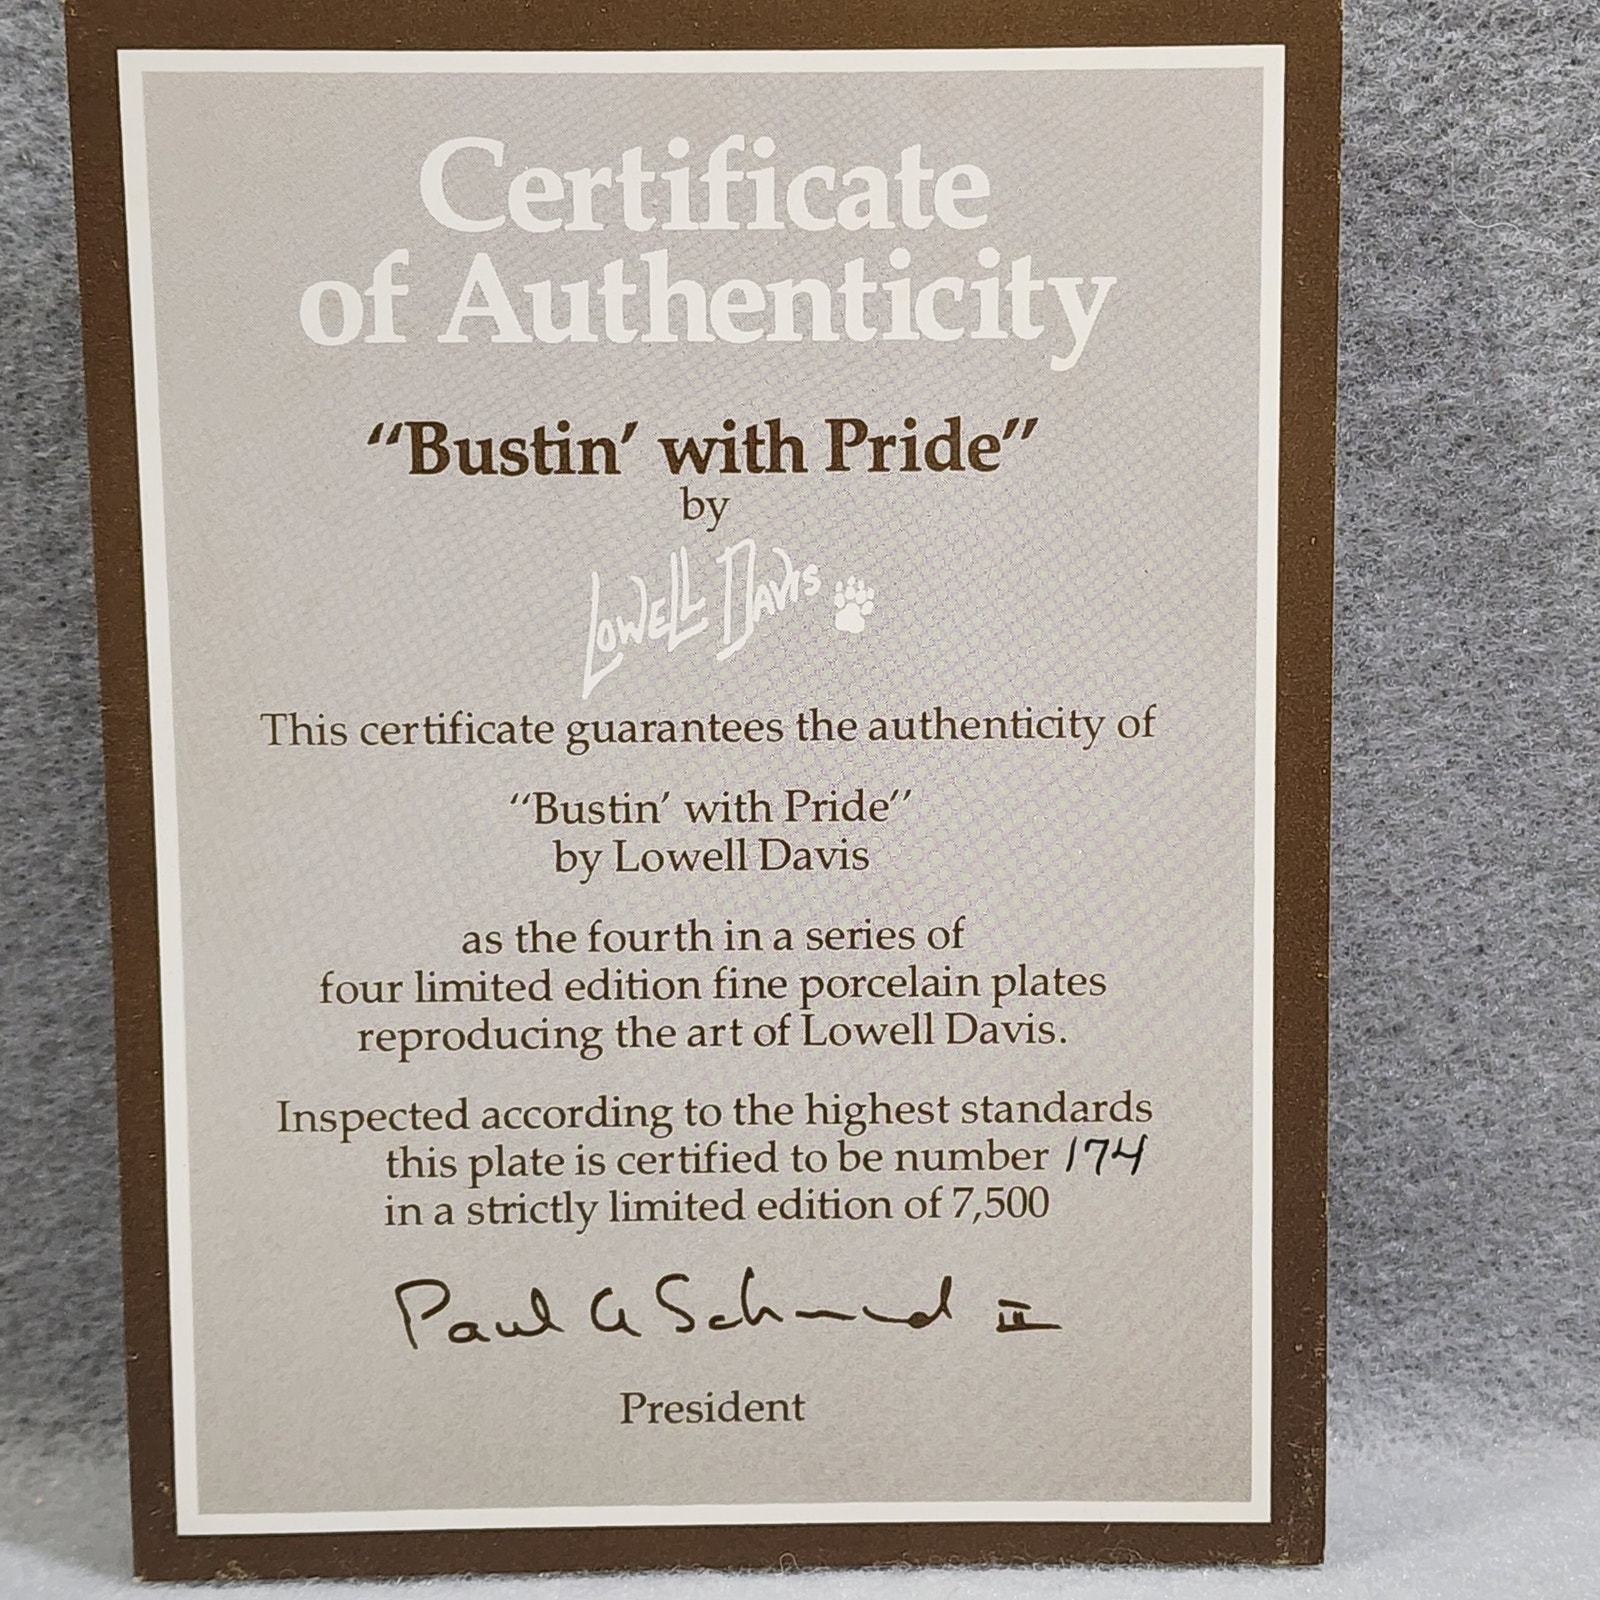 Certificate
of Authenticity
“Bustin’ with Pride”
by
Lowell Davis
This certificate guarantees the authenticity of
“Bustin’ with Pride”
by Lowell Davis
as the fourth in a series of
four limited edition fine porcelain plates
reproducing the art of Lowell Davis.
Inspected according to the highest standards
this plate is certified to be number 174
in a strictly limited edition of 7,500
Paul A Schmid III
President